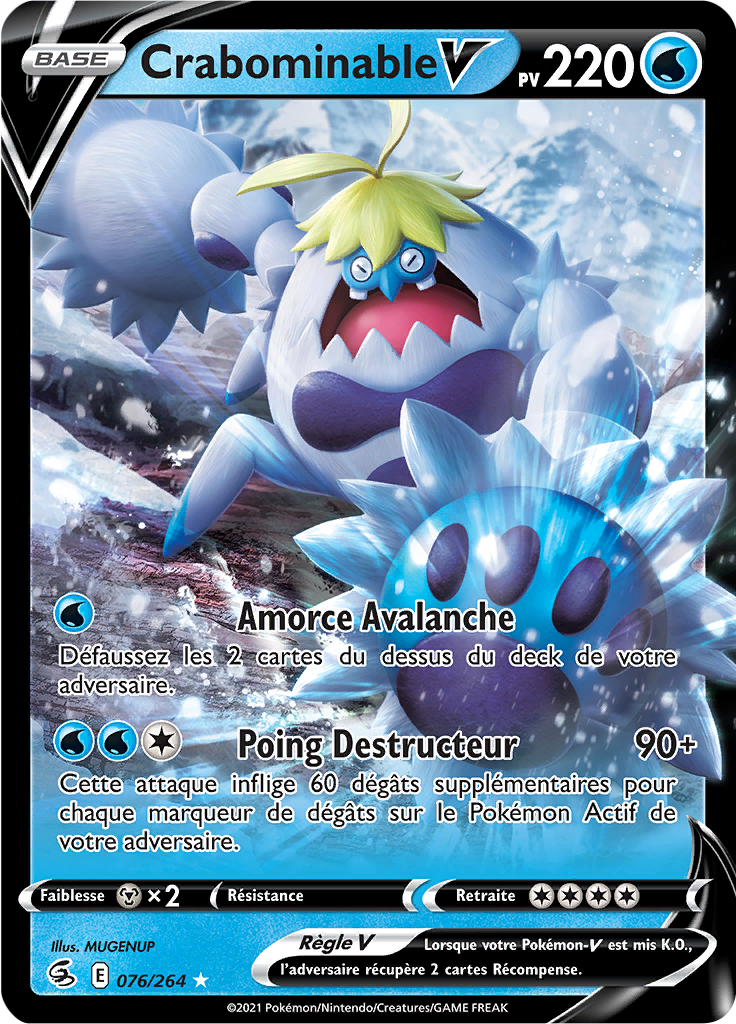 BASE
Crabominable V
PV 220
Amorce Avalanche
Défaussez les 2 cartes du dessus du deck de votre
adversaire.
Poing Destructeur 90+
Cette attaque inflige 60 dégâts supplémentaires pour
chaque marqueur de dégâts sur le Pokémon Actif de
votre adversaire.
Faiblesse ×2 Résistance Retraite
Illus. MUGENUP
Règle V Lorsque votre Pokémon-V est mis K.O.,
l'adversaire récupère 2 cartes Récompense.
E 076/264
©2021 Pokémon/Nintendo/Creatures/GAME FREAK